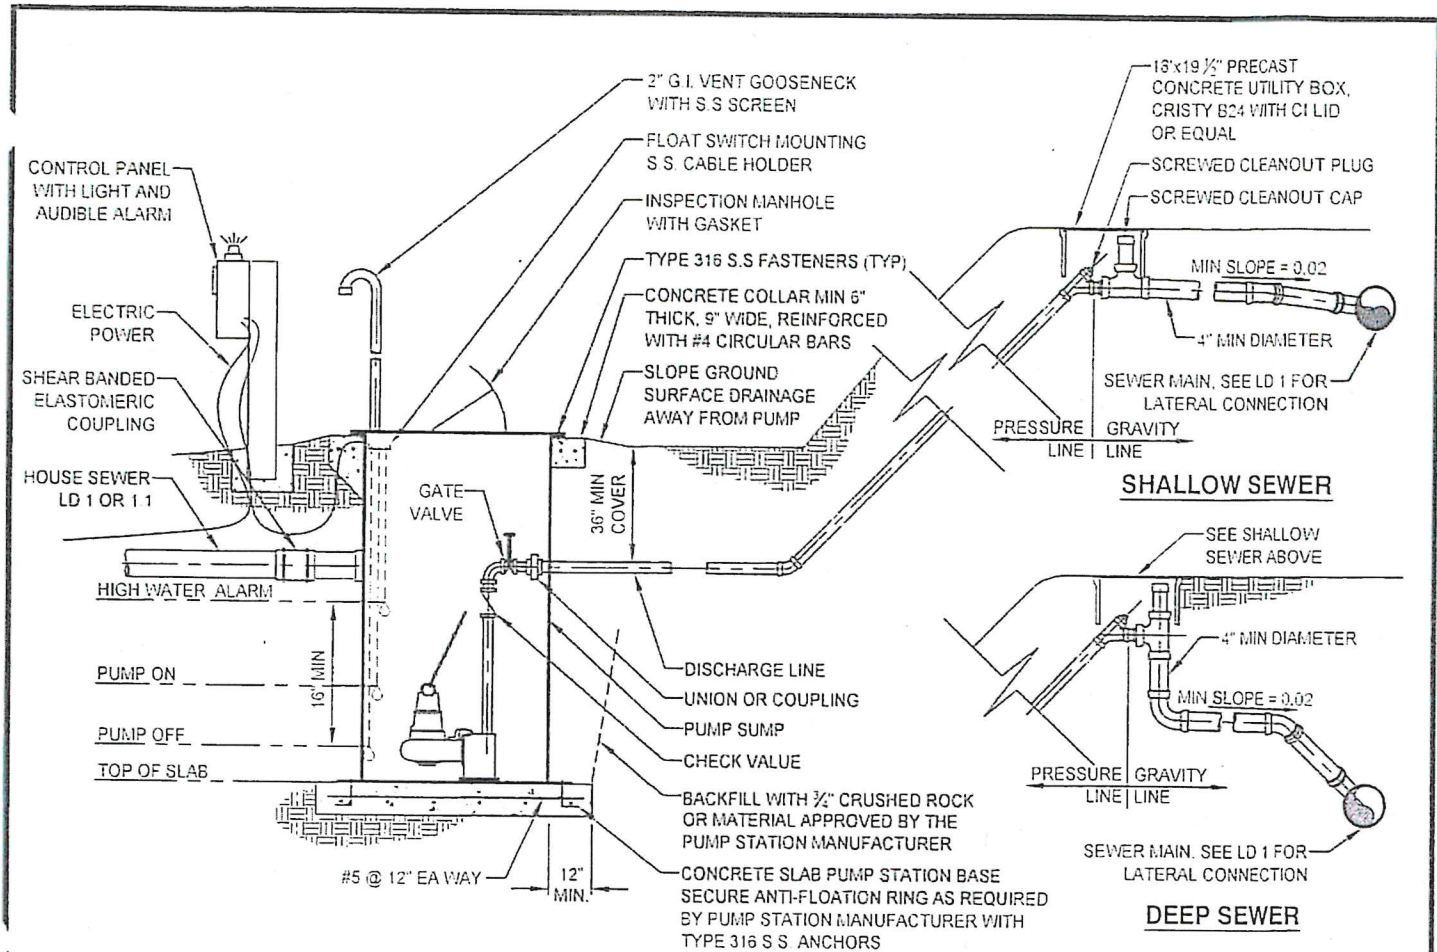 2" G.I. VENT GOOSENECK
WITH S.S SCREEN
FLOAT SWITCH MOUNTING
S.S. CABLE HOLDER
CONTROL PANEL
WITH LIGHT AND
AUDIBLE ALARM
INSPECTION MANHOLE
WITH GASKET
TYPE 316 S.S FASTENERS (TYP)
CONCRETE COLLAR MIN 6"
THICK, 9" WIDE, REINFORCED
WITH #4 CIRCULAR BARS
ELECTRIC
POWER
SLOPE GROUND
SURFACE DRAINAGE
AWAY FROM PUMP
SHEAR BANDED
ELASTOMERIC
COUPLING
HOUSE SEWER
LD 1 OR 1.1
GATE
VALVE
36" MIN
COVER
HIGH WATER ALARM
16" MIN
PUMP ON
PUMP OFF
TOP OF SLAB
DISCHARGE LINE
UNION OR COUPLING
PUMP SUMP
CHECK VALUE
BACKFILL WITH ¾" CRUSHED ROCK
OR MATERIAL APPROVED BY THE
PUMP STATION MANUFACTURER
#5 @ 12" EA WAY
12"
MIN.
CONCRETE SLAB PUMP STATION BASE
SECURE ANTI-FLOATION RING AS REQUIRED
BY PUMP STATION MANUFACTURER WITH
TYPE 316 S S. ANCHORS
PRECAST
CONCRETE UTILITY BOX,
CRISTY B24 WITH CI LID
OR EQUAL
SCREWED CLEANOUT PLUG
SCREWED CLEANOUT CAP
MIN SLOPE = 0.02
4" MIN DIAMETER
SEWER MAIN, SEE LD 1 FOR
LATERAL CONNECTION
PRESSURE GRAVITY
LINE LINE
SHALLOW SEWER
SEE SHALLOW
SEWER ABOVE
4" MIN DIAMETER
MIN SLOPE = 0.02
PRESSURE GRAVITY
LINE LINE
SEWER MAIN. SEE LD 1 FOR
LATERAL CONNECTION
DEEP SEWER